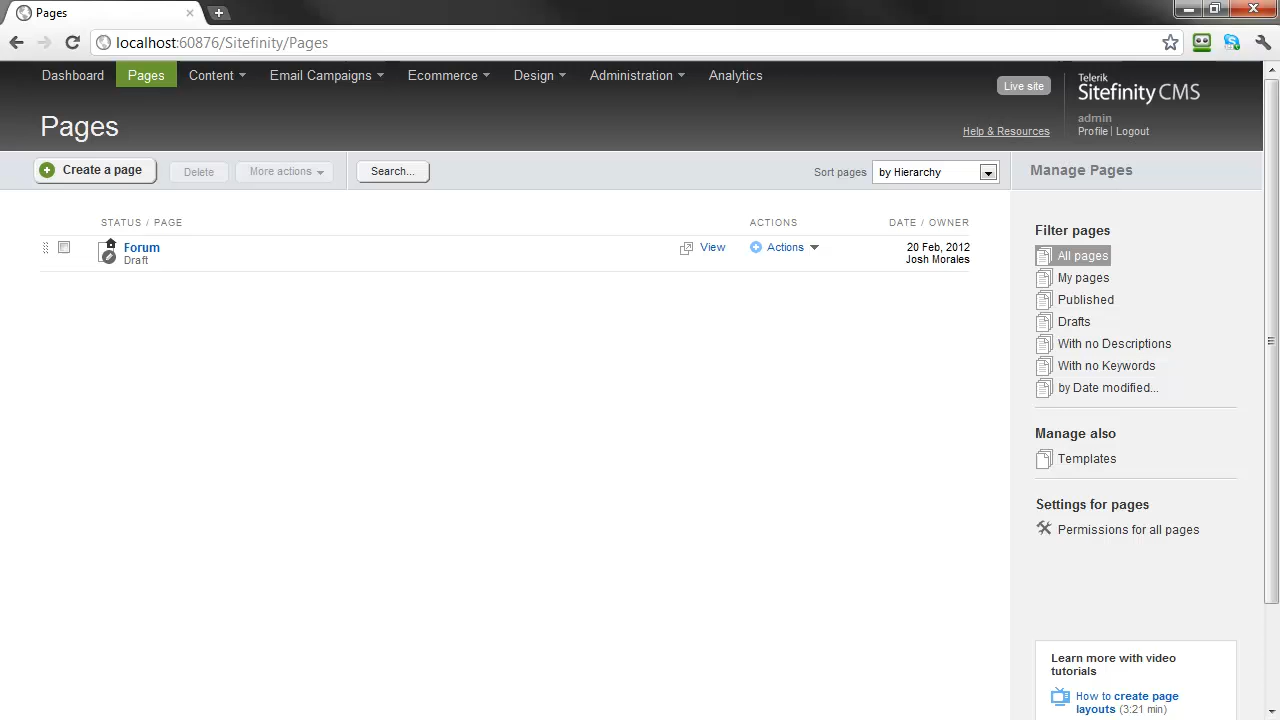 Pages
localhost:60876/Sitefinity/Pages
Dashboard Pages Content Email Campaigns Ecommerce Design Administration Analytics
Live site
Telerik
Sitefinity CMS
admin
Profile | Logout
Pages
Help & Resources
Create a page Delete More actions Search... Sort pages by Hierarchy
Manage Pages
STATUS / PAGE ACTIONS DATE / OWNER
Forum View Actions 20 Feb, 2012
Draft Josh Morales
Filter pages
All pages
My pages
Published
Drafts
With no Descriptions
With no Keywords
by Date modified...
Manage also
Templates
Settings for pages
Permissions for all pages
Learn more with video
tutorials
How to create page
layouts (3:21 min)